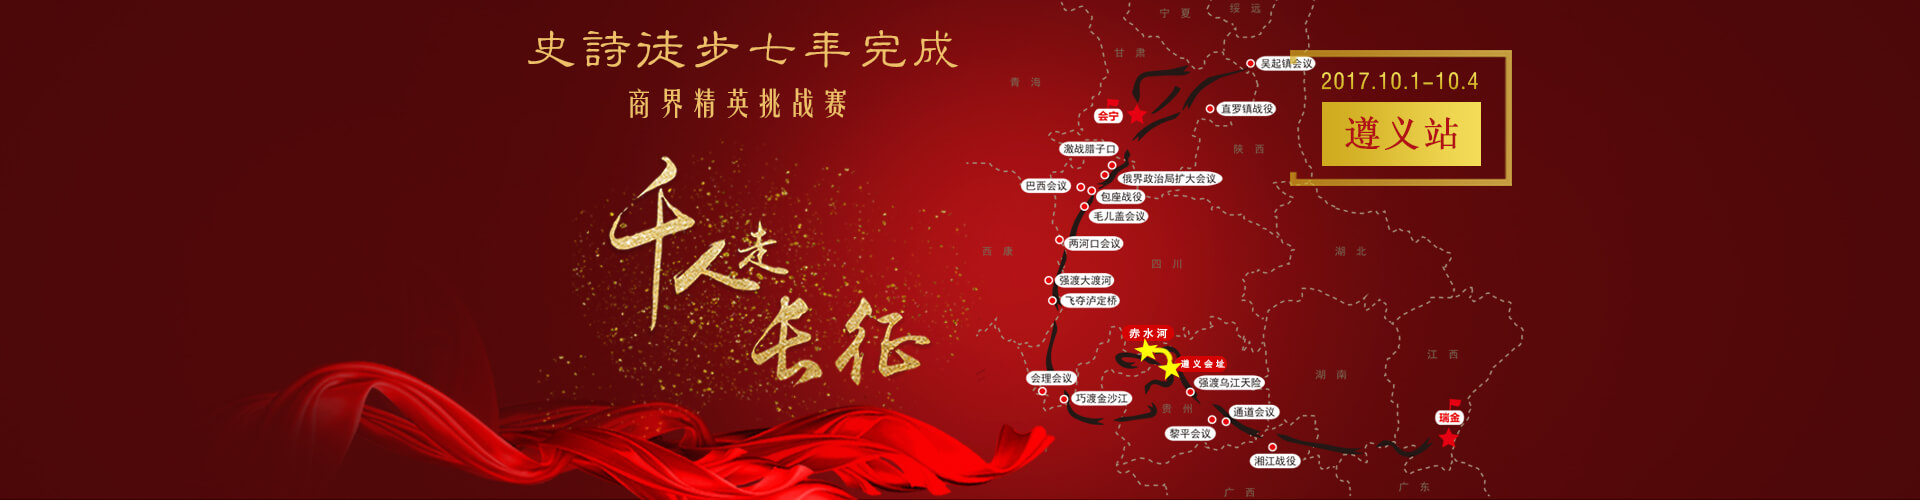 史詩徒步七年完成
商界精英挑战赛
千人走
长征
2017.10.1-10.4
遵义站
宁夏
绥远
甘肃
青海
吴起镇会议
会宁
直罗镇战役
陕西
激战腊子口
俄界政治局扩大会议
巴西会议
包座战役
毛儿盖会议
两河口会议
西康
四川
湖北
强渡大渡河
飞夺泸定桥
赤水河
遵义会址
江西
会理会议
强渡乌江天险
湖南
巧渡金沙江
贵州
通道会议
瑞金
黎平会议
湘江战役
广西
广东